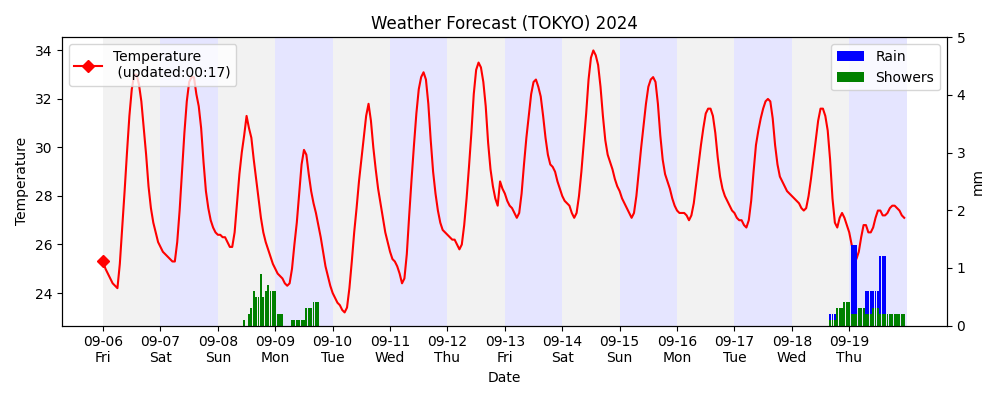 Weather Forecast (TOKYO) 2024
Temperature
(updated:00:17)
Rain
Showers
Temperature
34
32
30
28
26
24
5
4
3
2
1
0
mm
09-06 09-07 09-08 09-09 09-10 09-11 09-12 09-13 09-14 09-15 09-16 09-17 09-18 09-19
Fri Sat Sun Mon Tue Wed Thu Fri Sat Sun Mon Tue Wed Thu
Date